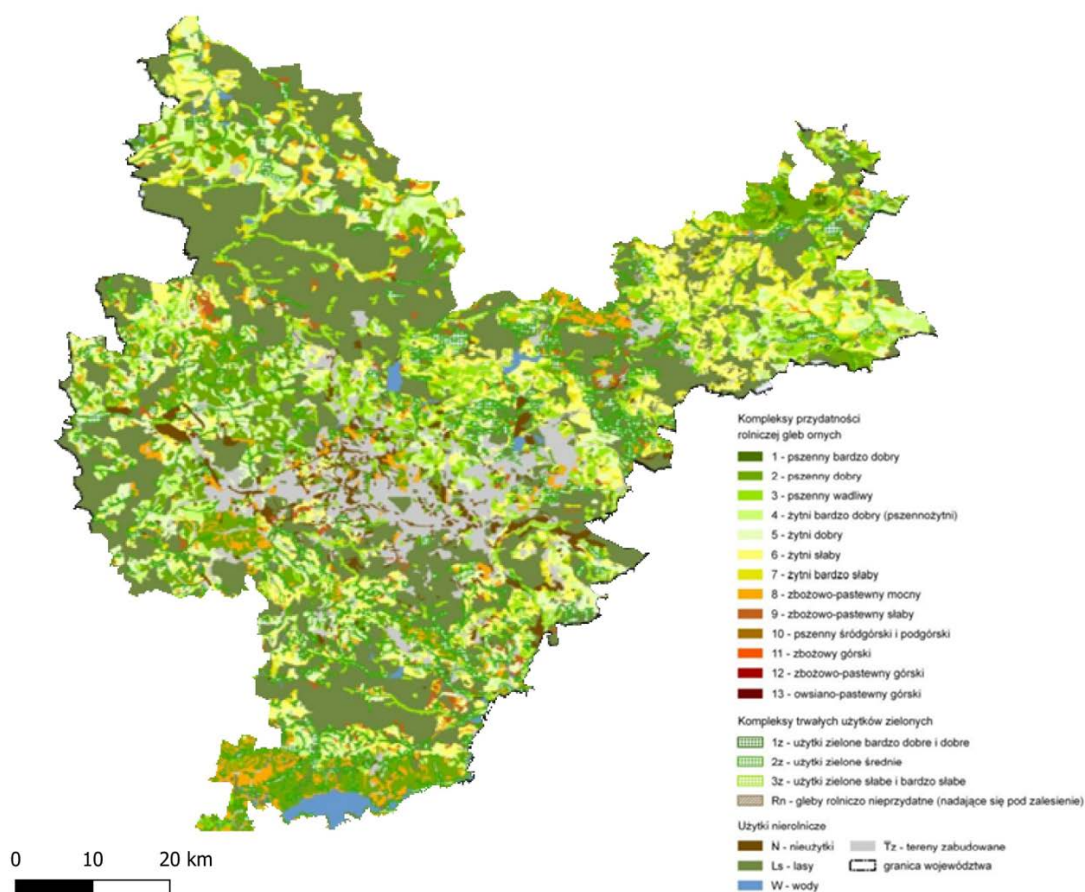 Kompleksy przydatności
rolniczej gleb ornych
1 - pszenny bardzo dobry
2 - pszenny dobry
3 - pszenny wadliwy
4 - żytni bardzo dobry (pszennożytni)
5 - żytni dobry
6 - żytni słaby
7 - żytni bardzo słaby
8 - zbożowo-pastewny mocny
9 - zbożowo-pastewny słaby
10 - pszenny śródgórski i podgórski
11 - zbożowy górski
12 - zbożowo-pastewny górski
13 - owsiano-pastewny górski
Kompleksy trwałych użytków zielonych
1z - użytki zielone bardzo dobre i dobre
2z - użytki zielone średnie
3z - użytki zielone słabe i bardzo słabe
Rn - gleby rolniczo nieprzydatne (nadające się pod zalesienie)
Użytki nierolnicze
N - nieużytki Tz - tereny zabudowane
Ls - lasy granica województwa
W - wody
0 10 20 km